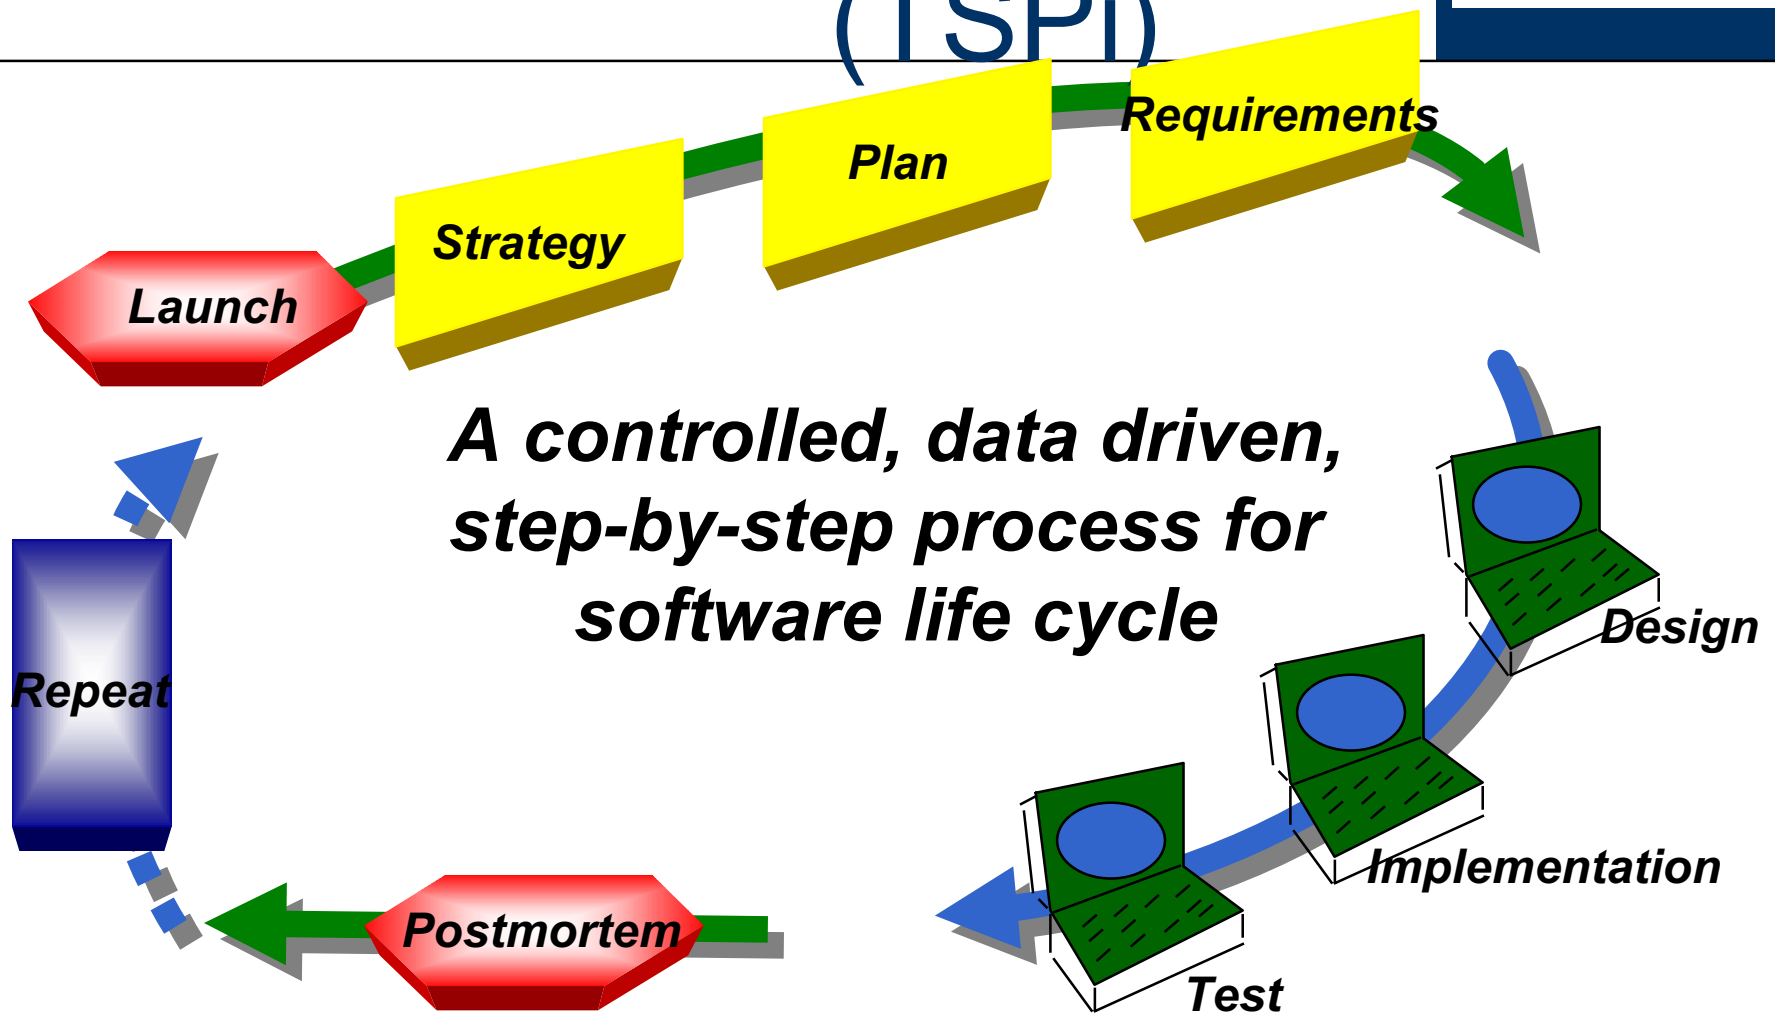 (TSPi)
Requirements
Plan
Strategy
Launch
A controlled, data driven,
step-by-step process for
software life cycle
Design
Repeat
Implementation
Postmortem
Test